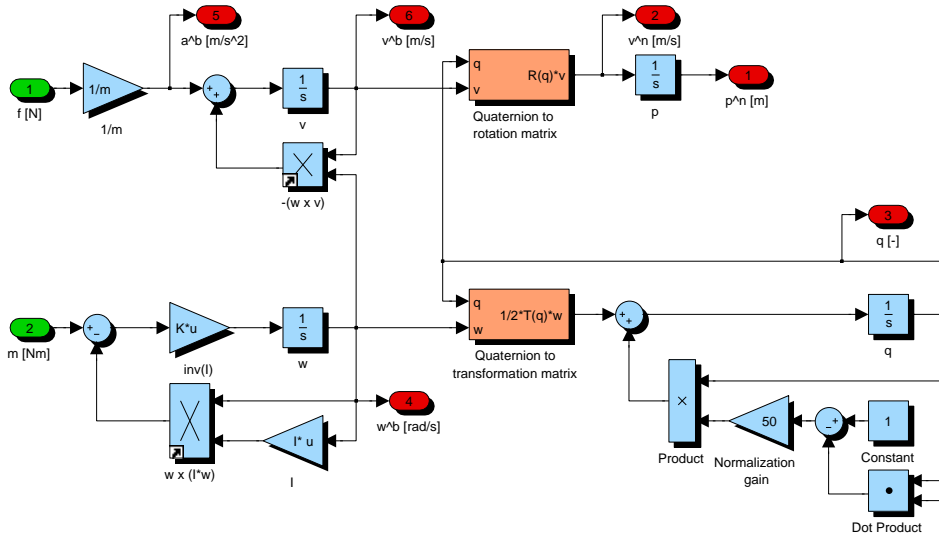 5
a^b [m/s^2]
6
v^b [m/s]
2
v^n [m/s]
1
f [N]
1/m
1/m
+
+
1
s
v
q
v
R(q)*v
Quaternion to
rotation matrix
1
s
p
1
p^n [m]
-(w x v)
3
q [-]
2
m [Nm]
+
−
K*u
inv(I)
1
s
w
q
w
1/2*T(q)*w
Quaternion to
transformation matrix
+
+
1
s
q
w x (I*w)
I* u
I
4
w^b [rad/s]
×
Product
50
Normalization
gain
+
−
1
Constant
Dot Product